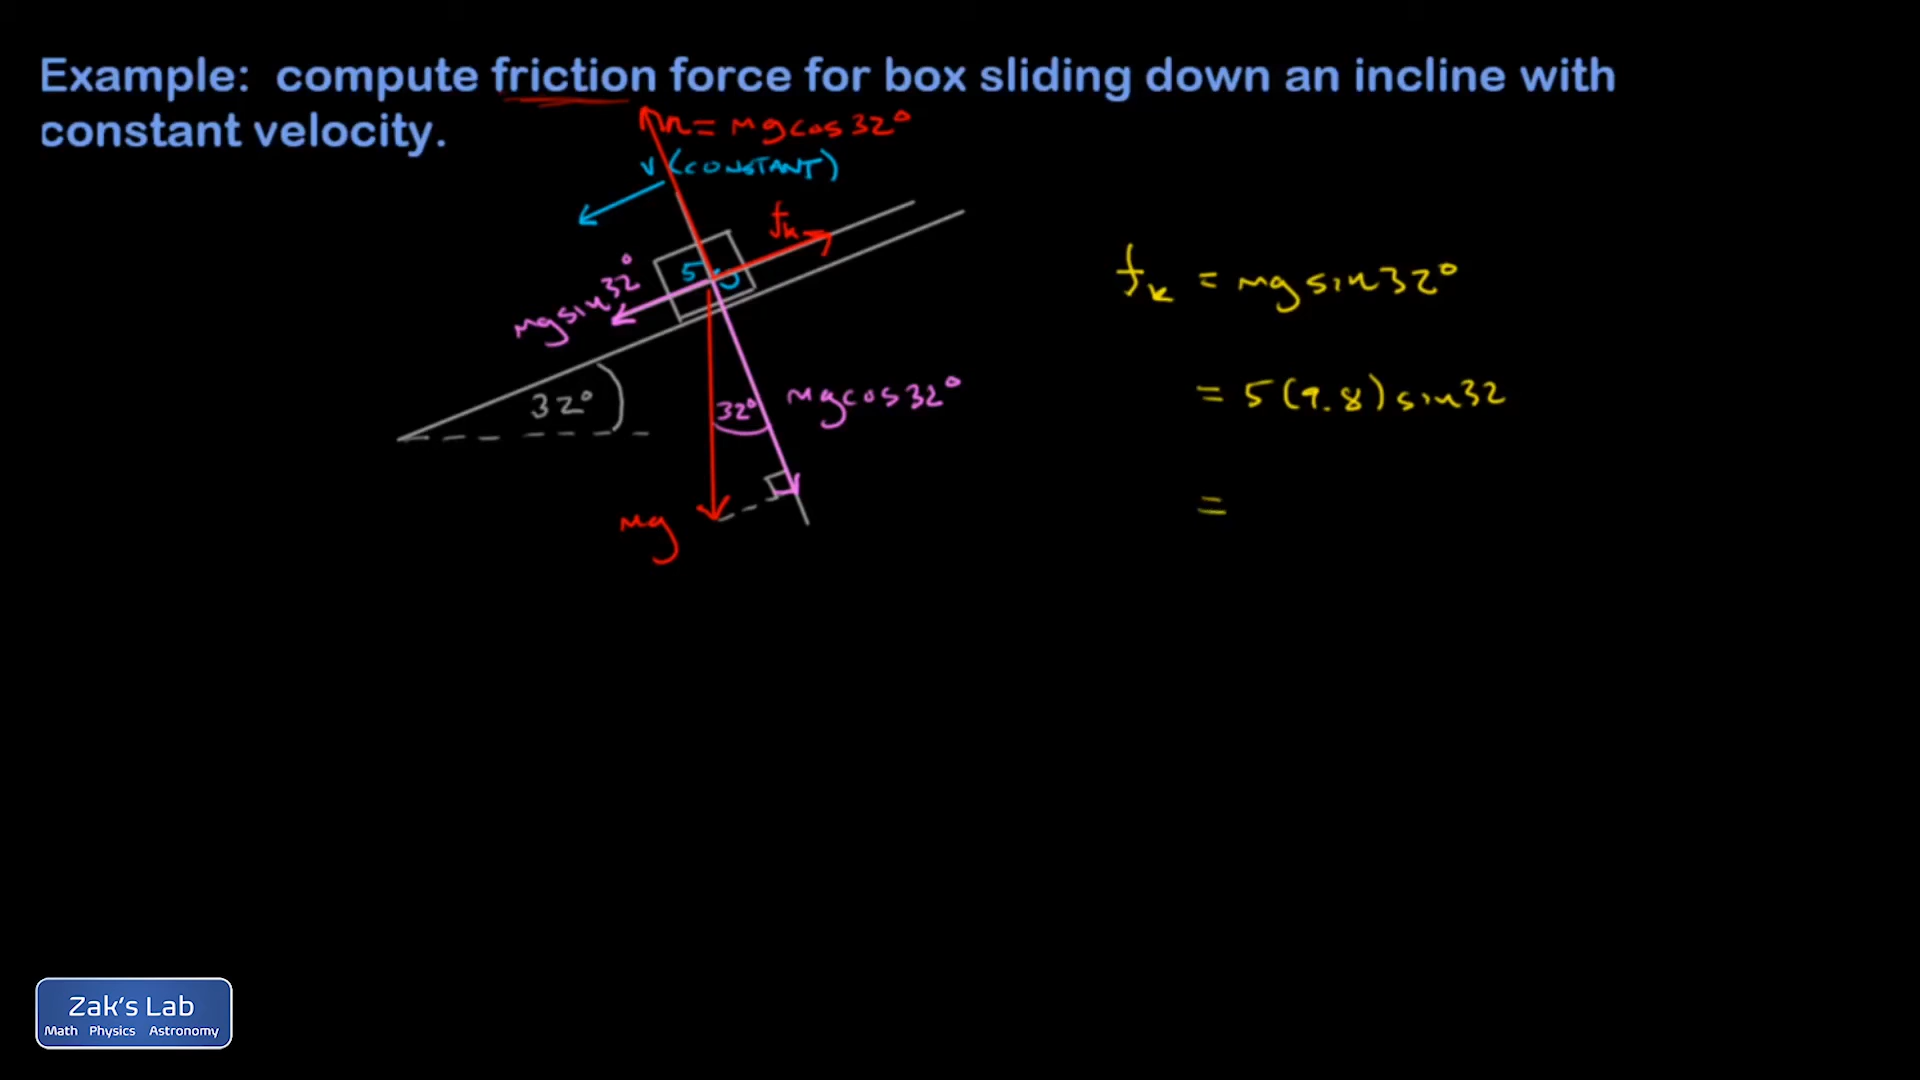 Example: compute friction force for box sliding down an incline with
constant velocity.
n = mgcos32°
v (CONSTANT)
fk
5
mgsin32°
32°
32°
mgcos32°
mg
fk = mgsin32°
= 5(9.8)sin32
=
Zak's Lab
Math Physics Astronomy